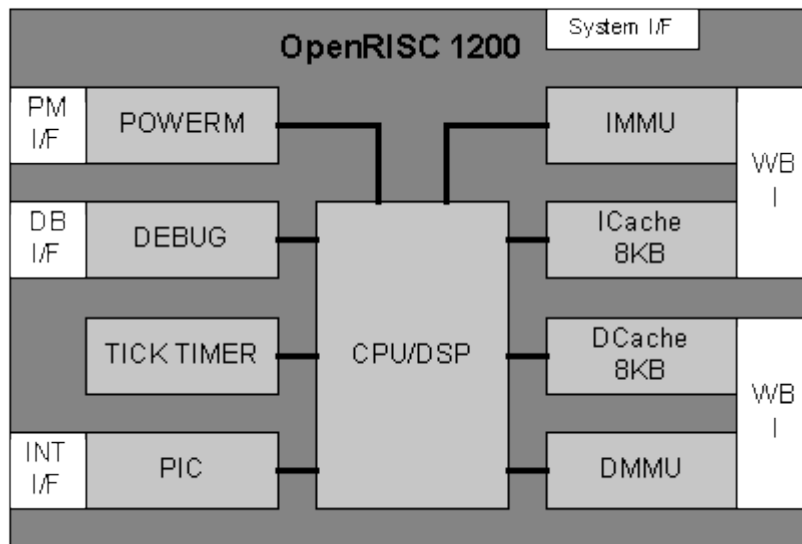 System I/F
OpenRISC 1200
PM
I/F
POWERM
IMMU
WB
I
DB
I/F
DEBUG
ICache
8KB
TICK TIMER
CPU/DSP
DCache
8KB
WB
I
INT
I/F
PIC
DMMU